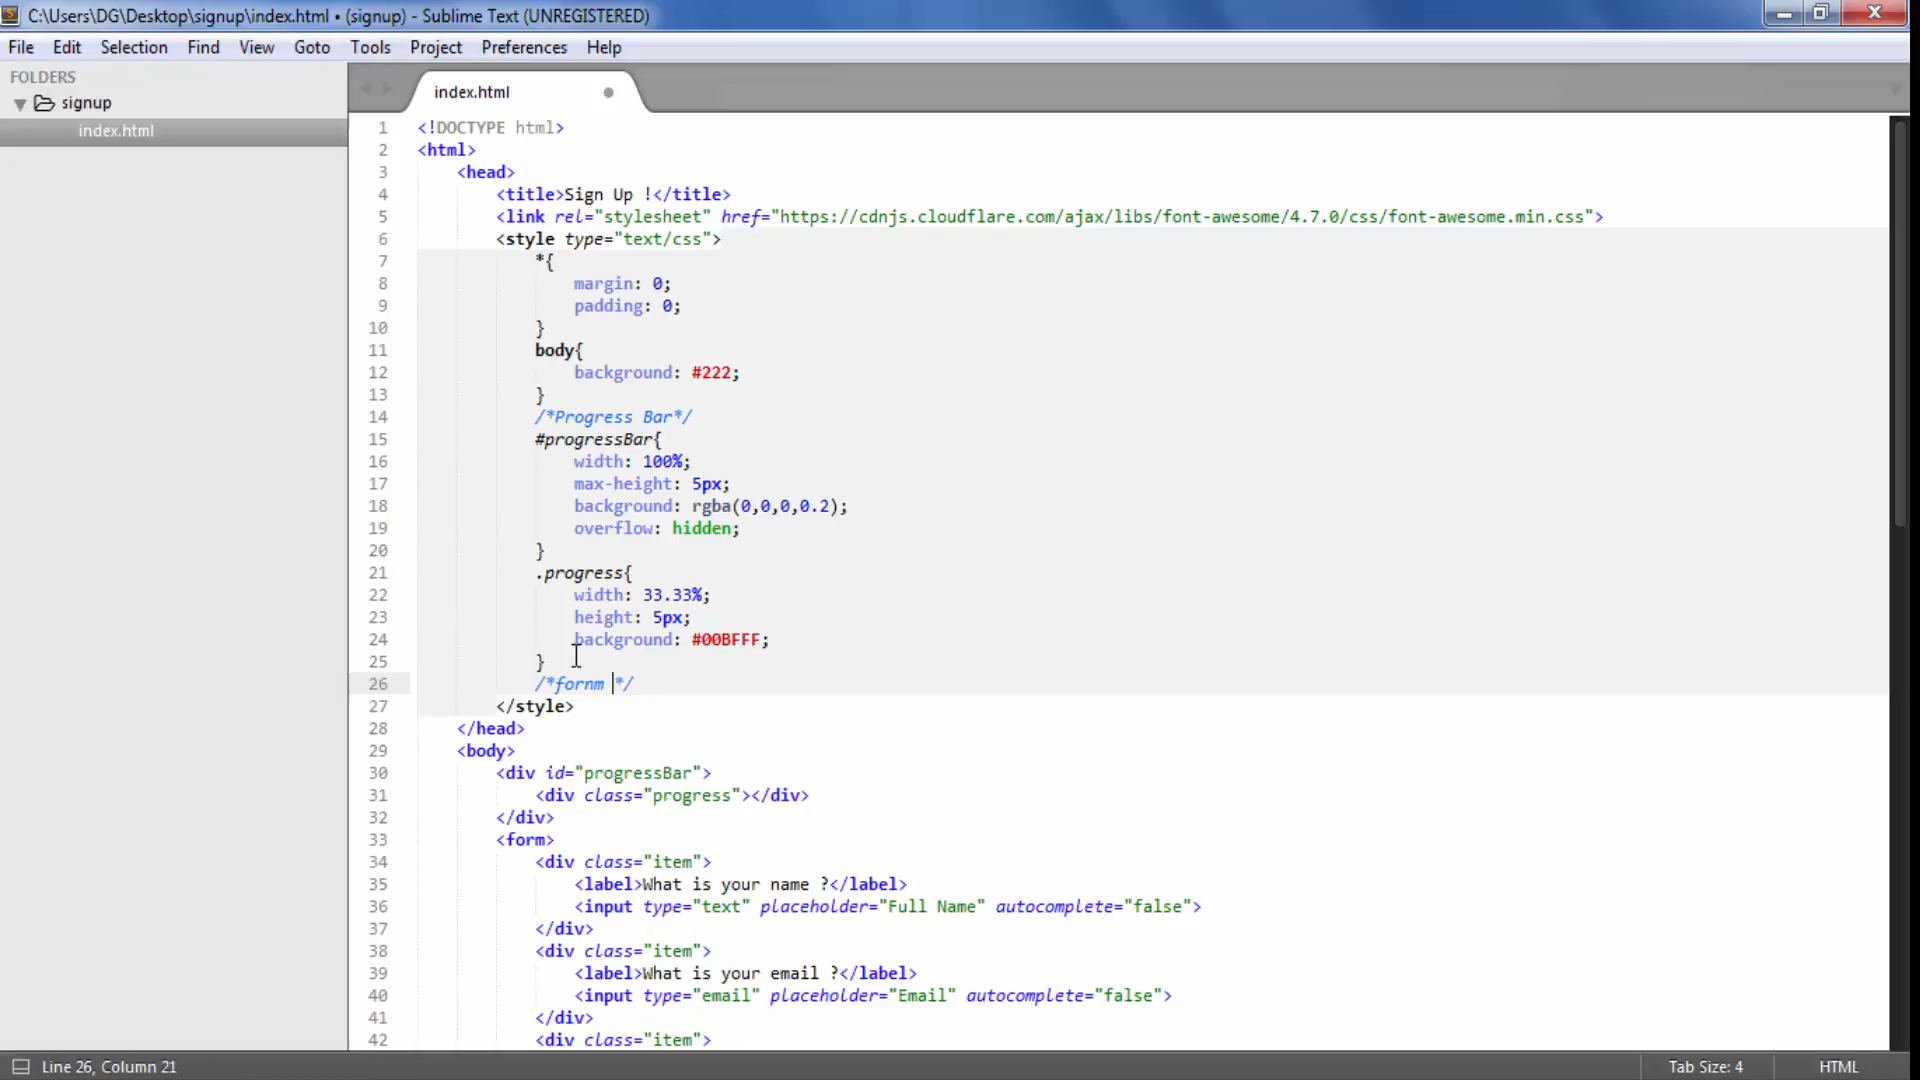 C:\Users\DG\Desktop\signup\index.html • (signup) - Sublime Text (UNREGISTERED)
File Edit Selection Find View Goto Tools Project Preferences Help
FOLDERS
signup
index.html
index.html
1 <!DOCTYPE html>
2 <html>
3 <head>
4 <title>Sign Up !</title>
5 <link rel="stylesheet" href="https://cdnjs.cloudflare.com/ajax/libs/font-awesome/4.7.0/css/font-awesome.min.css">
6 <style type="text/css">
7 *{
8 margin: 0;
9 padding: 0;
10 }
11 body{
12 background: #222;
13 }
14 /*Progress Bar*/
15 #progressBar{
16 width: 100%;
17 max-height: 5px;
18 background: rgba(0,0,0,0.2);
19 overflow: hidden;
20 }
21 .progress{
22 width: 33.33%;
23 height: 5px;
24 background: #00BFFF;
25 }
26 /*fornm */
27 </style>
28 </head>
29 <body>
30 <div id="progressBar">
31 <div class="progress"></div>
32 </div>
33 <form>
34 <div class="item">
35 <label>What is your name ?</label>
36 <input type="text" placeholder="Full Name" autocomplete="false">
37 </div>
38 <div class="item">
39 <label>What is your email ?</label>
40 <input type="email" placeholder="Email" autocomplete="false">
41 </div>
42 <div class="item">
Line 26, Column 21 Tab Size: 4 HTML